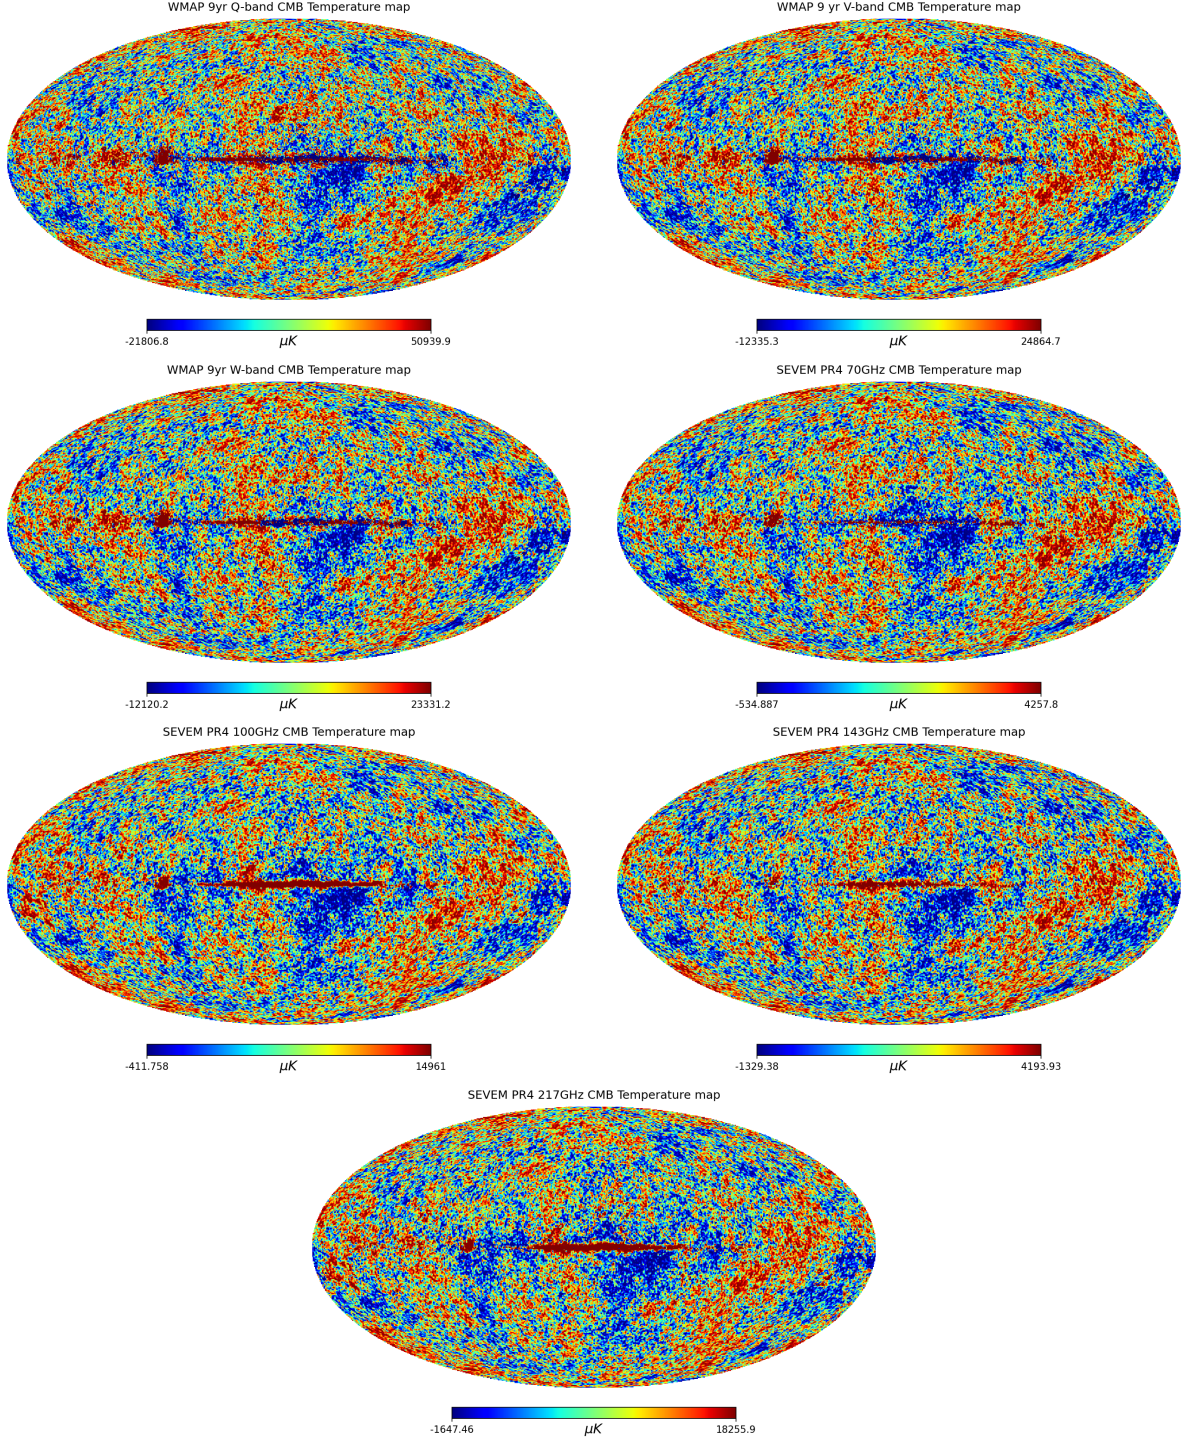 WMAP 9yr Q-band CMB Temperature map
WMAP 9 yr V-band CMB Temperature map
-21806.8 μK 50939.9
-12335.3 μK 24864.7
WMAP 9yr W-band CMB Temperature map
SEVEM PR4 70GHz CMB Temperature map
-12120.2 μK 23331.2
-534.887 μK 4257.8
SEVEM PR4 100GHz CMB Temperature map
SEVEM PR4 143GHz CMB Temperature map
-411.758 μK 14961
-1329.38 μK 4193.93
SEVEM PR4 217GHz CMB Temperature map
-1647.46 μK 18255.9